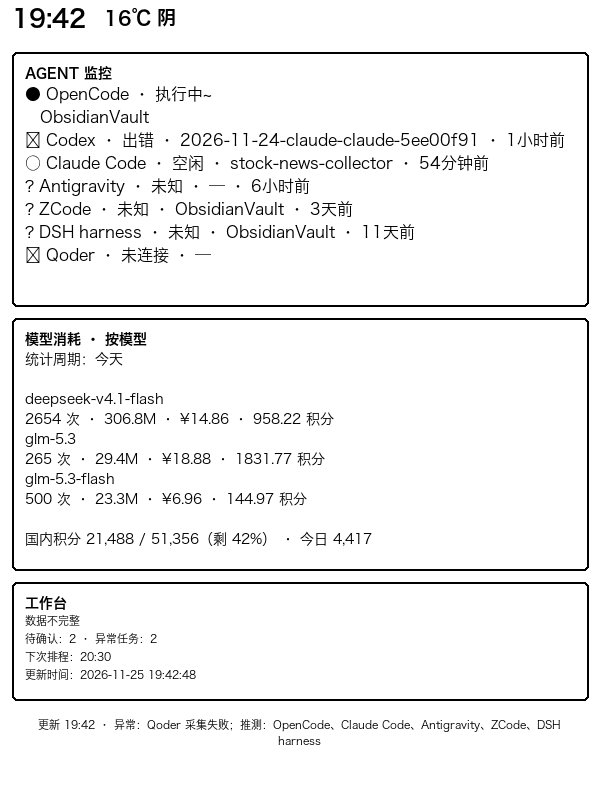 19:42 16℃ 阴
AGENT 监控
● OpenCode · 执行中~
ObsidianVault
☒ Codex · 出错 · 2026-11-24-claude-claude-5ee00f91 · 1小时前
○ Claude Code · 空闲 · stock-news-collector · 54分钟前
? Antigravity · 未知 · — · 6小时前
? ZCode · 未知 · ObsidianVault · 3天前
? DSH harness · 未知 · ObsidianVault · 11天前
☒ Qoder · 未连接 · —
模型消耗 · 按模型
统计周期：今天
deepseek-v4.1-flash
2654 次 · 306.8M · ¥14.86 · 958.22 积分
glm-5.3
265 次 · 29.4M · ¥18.88 · 1831.77 积分
glm-5.3-flash
500 次 · 23.3M · ¥6.96 · 144.97 积分
国内积分 21,488 / 51,356（剩 42%） · 今日 4,417
工作台
数据不完整
待确认：2 · 异常任务：2
下次排程：20:30
更新时间：2026-11-25 19:42:48
更新 19:42 · 异常：Qoder 采集失败；推测：OpenCode、Claude Code、Antigravity、ZCode、DSH
harness